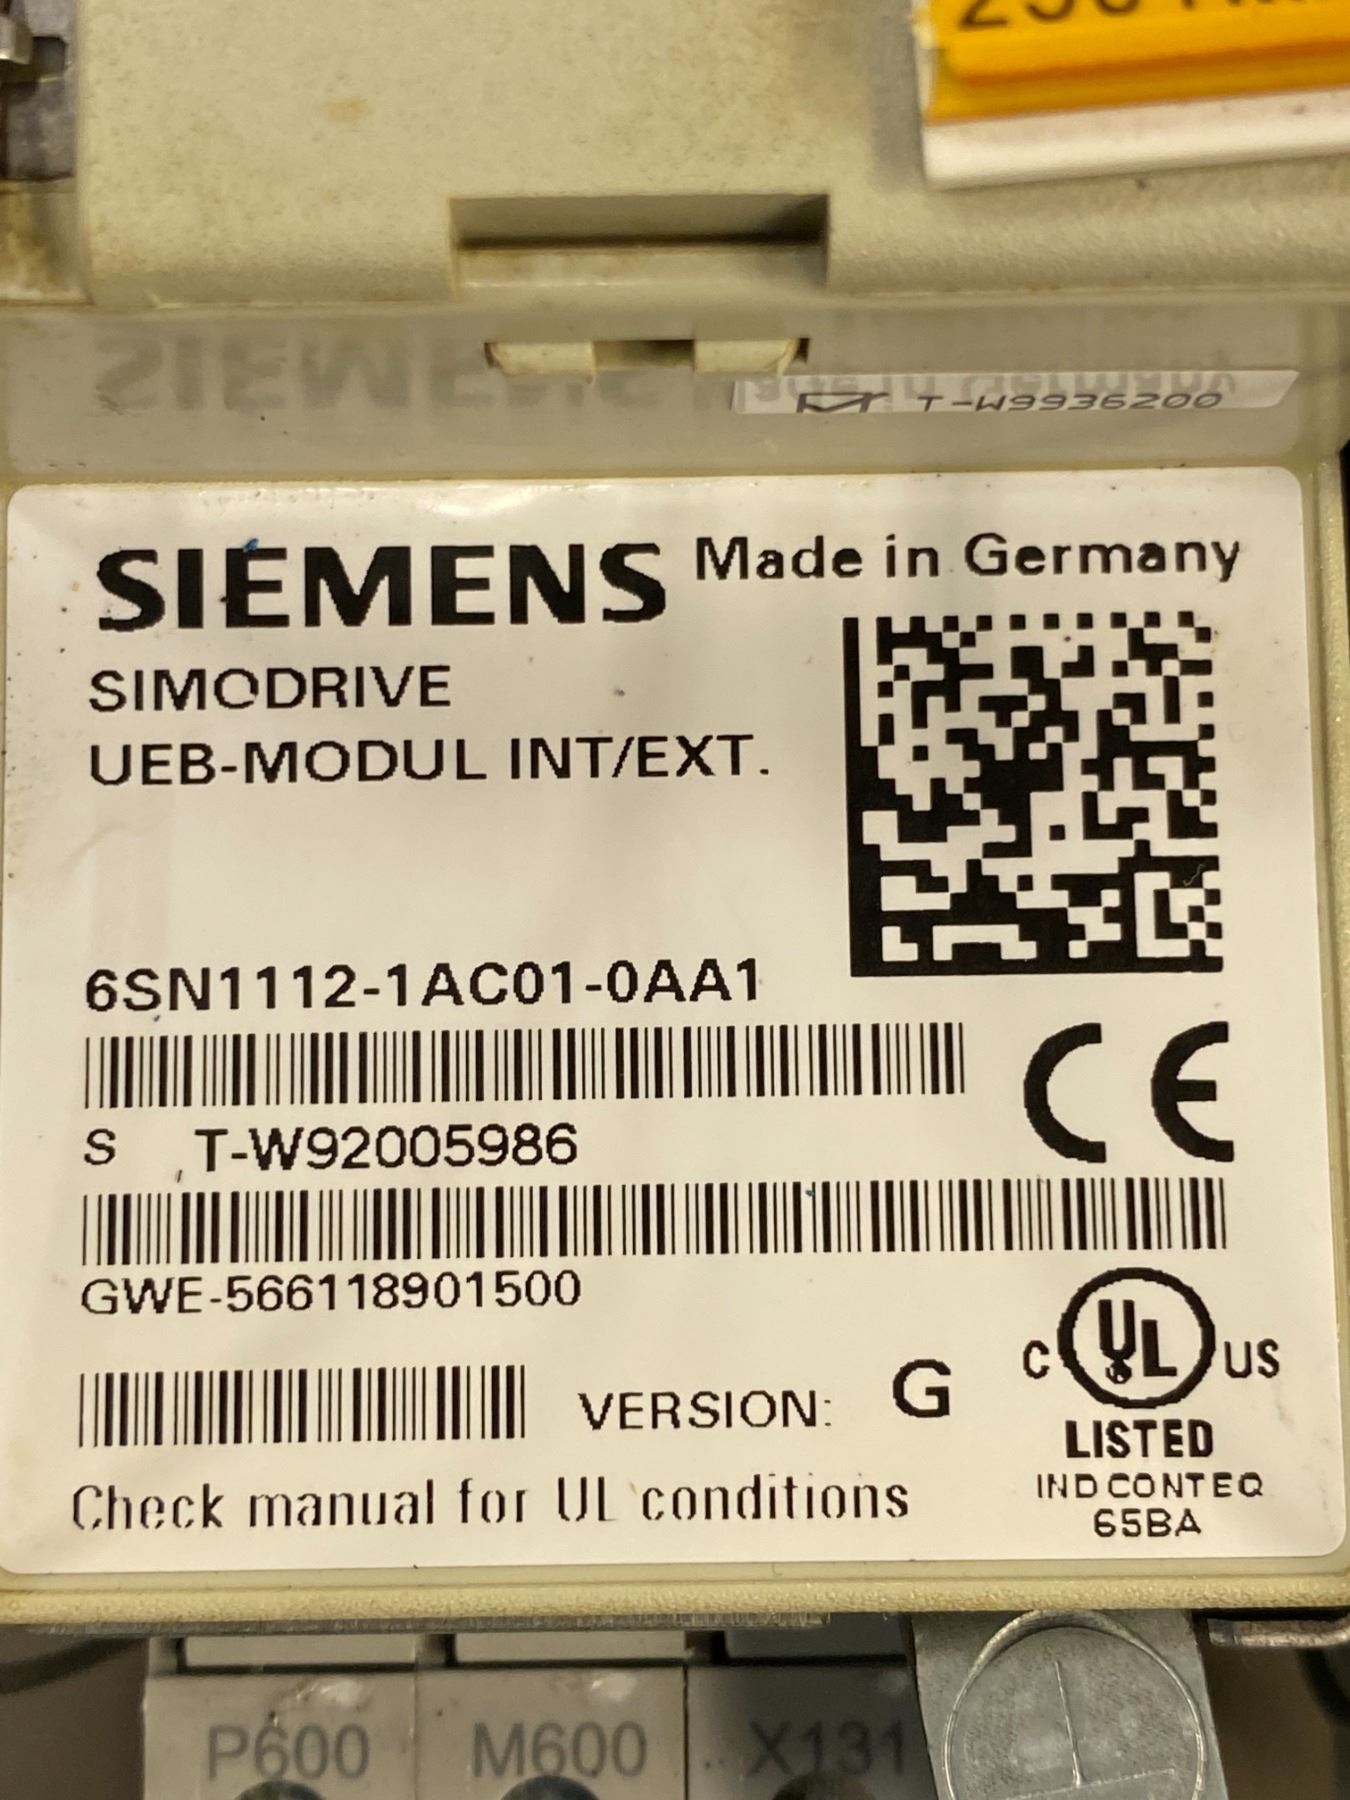 T-W9936200
SIEMENS Made in Germany
SIMODRIVE
UEB-MODUL INT/EXT.
6SN1112-1AC01-0AA1
S T-W92005986
GWE-566118901500
VERSION: G
C UL US
LISTED
IND CONT EQ
65BA
Check manual for UL conditions
P600 M600 X131